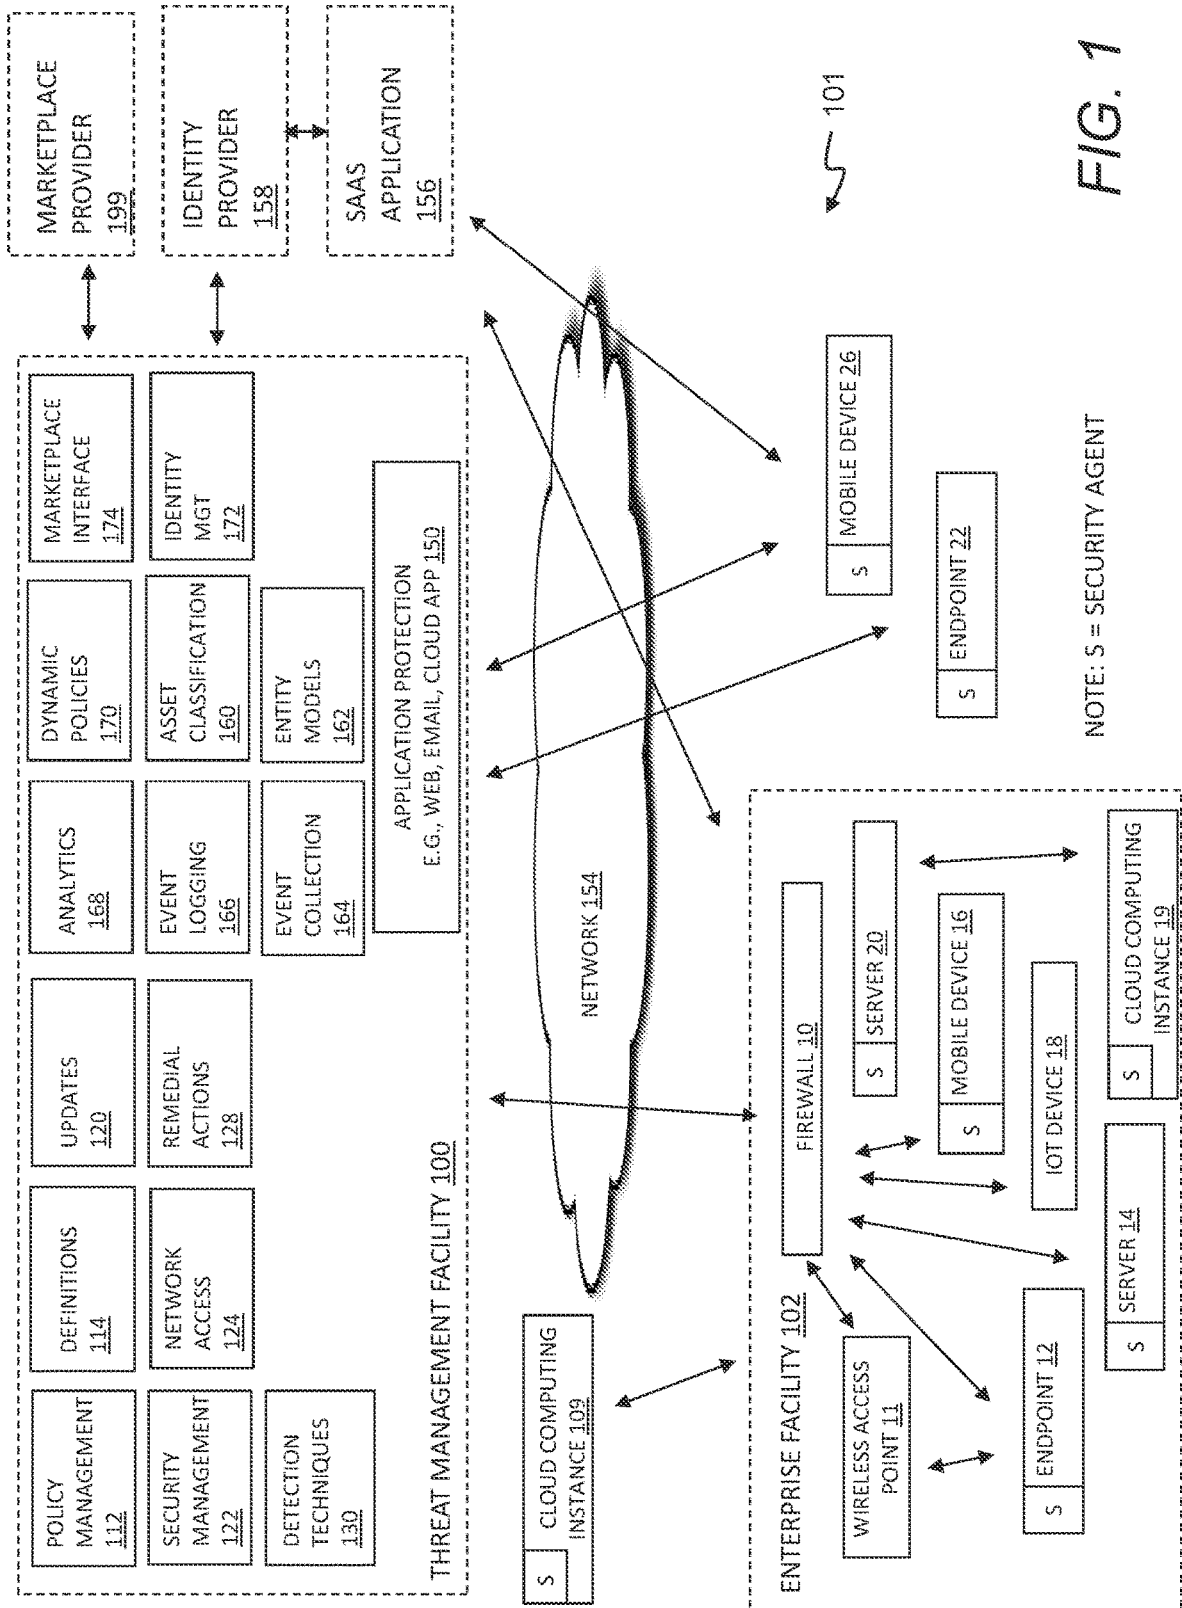 POLICY
MANAGEMENT
112
DEFINITIONS
114
UPDATES
120
ANALYTICS
168
DYNAMIC
POLICIES
170
MARKETPLACE
INTERFACE
174
MARKETPLACE
PROVIDER
199
SECURITY
MANAGEMENT
122
NETWORK
ACCESS
124
REMEDIAL
ACTIONS
128
EVENT
LOGGING
166
ASSET
CLASSIFICATION
160
IDENTITY
MGT
172
IDENTITY
PROVIDER
158
DETECTION
TECHNIQUES
130
EVENT
COLLECTION
164
ENTITY
MODELS
162
APPLICATION PROTECTION
E.G., WEB, EMAIL, CLOUD APP 150
SAAS
APPLICATION
156
THREAT MANAGEMENT FACILITY 100
S
CLOUD COMPUTING
INSTANCE 109
NETWORK 154
101
ENTERPRISE FACILITY 102
FIREWALL 10
WIRELESS ACCESS
POINT 11
S
SERVER 20
S
MOBILE DEVICE 16
IOT DEVICE 18
S
ENDPOINT 12
S
SERVER 14
S
CLOUD COMPUTING
INSTANCE 19
S
MOBILE DEVICE 26
S
ENDPOINT 22
NOTE: S = SECURITY AGENT
FIG. 1